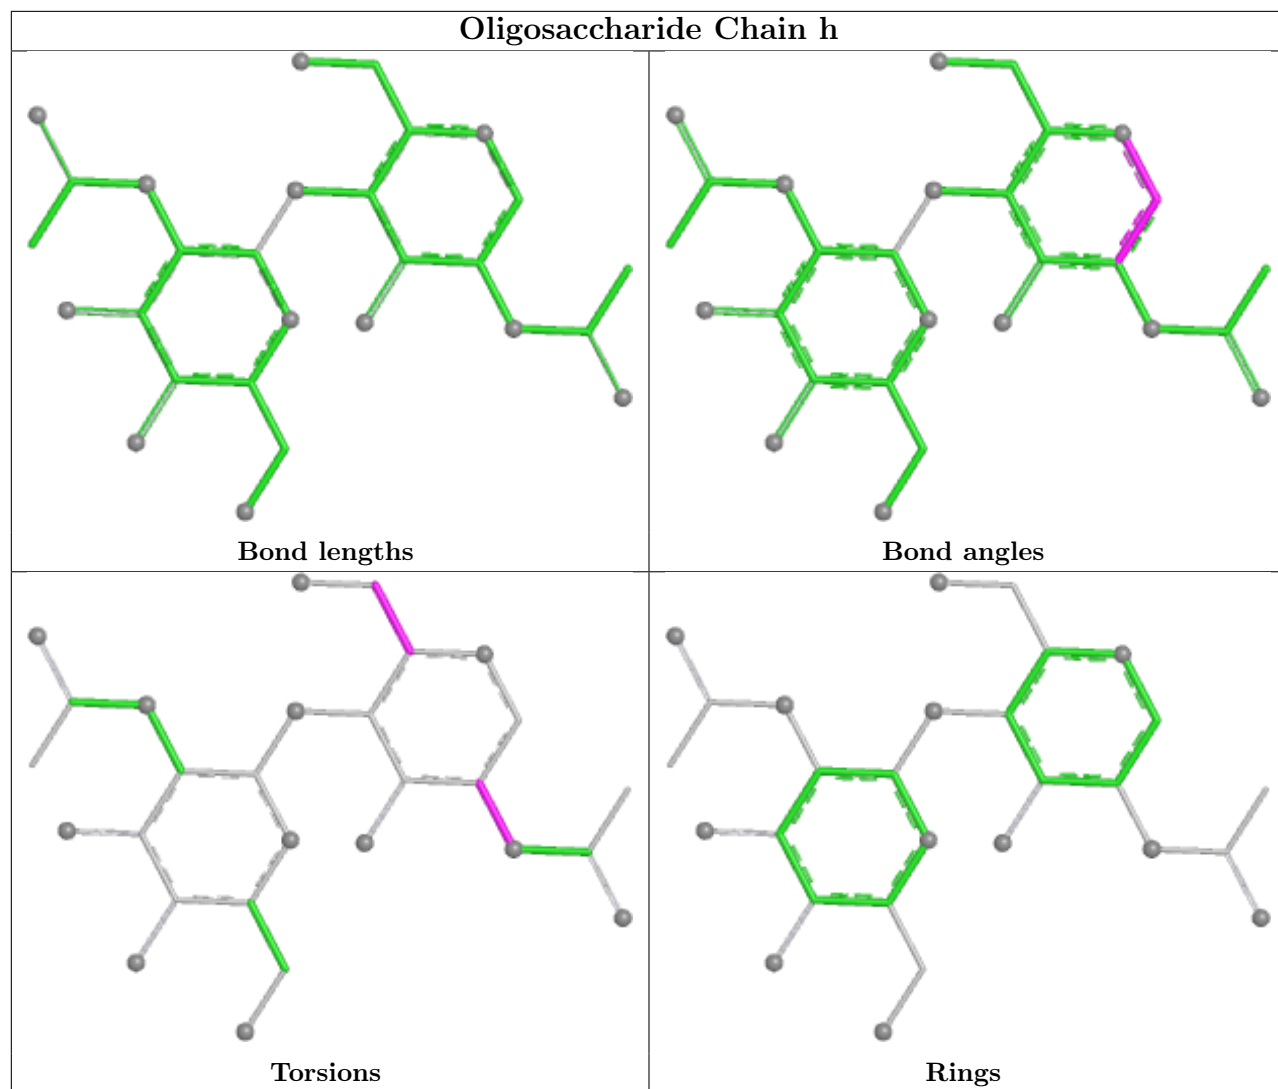 Oligosaccharide Chain h
Bond lengths
Bond angles
Torsions
Rings